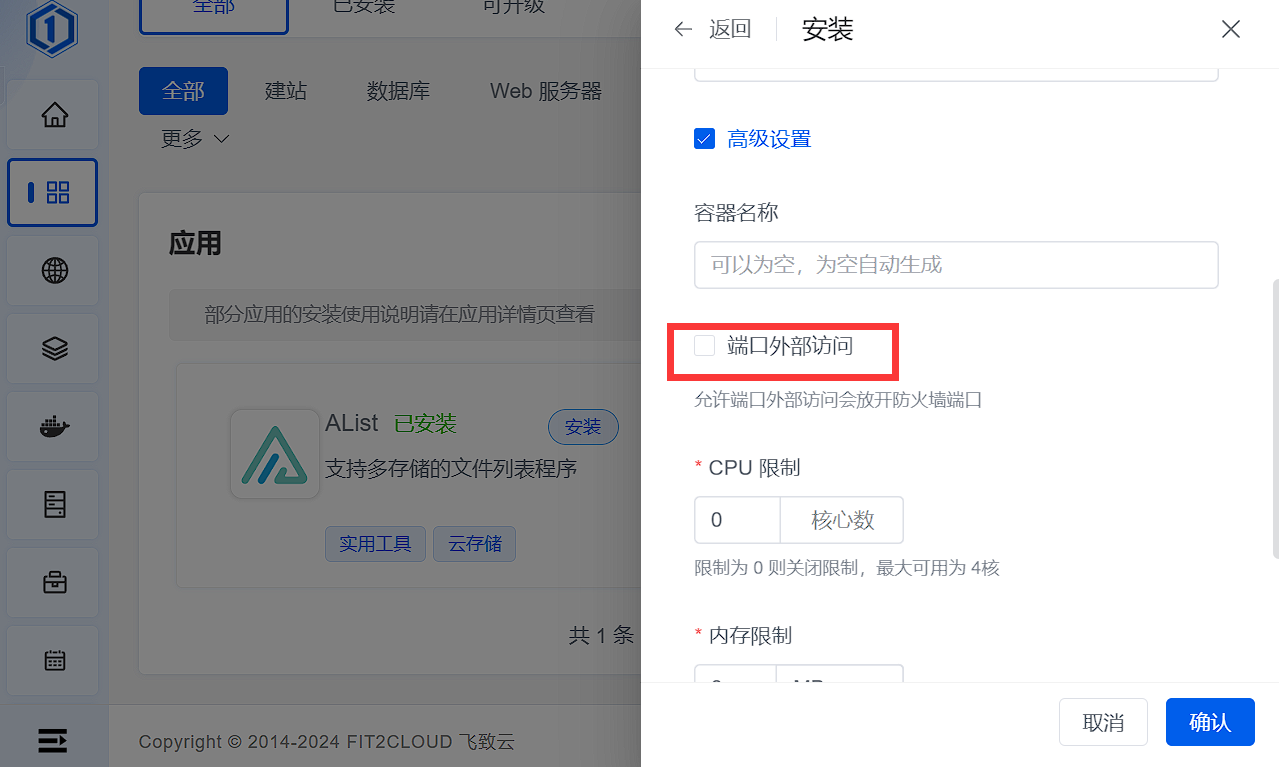 全部
已安装
可升级
全部
建站
数据库
Web 服务器
更多
应用
部分应用的安装使用说明请在应用详情页查看
AList 已安装
安装
支持多存储的文件列表程序
实用工具
云存储
共 1 条
Copyright © 2014-2024 FIT2CLOUD 飞致云
返回
安装
高级设置
容器名称
可以为空，为空自动生成
端口外部访问
允许端口外部访问会放开防火墙端口
* CPU 限制
0
核心数
限制为 0 则关闭限制，最大可用为 4核
* 内存限制
0
MB
取消
确认